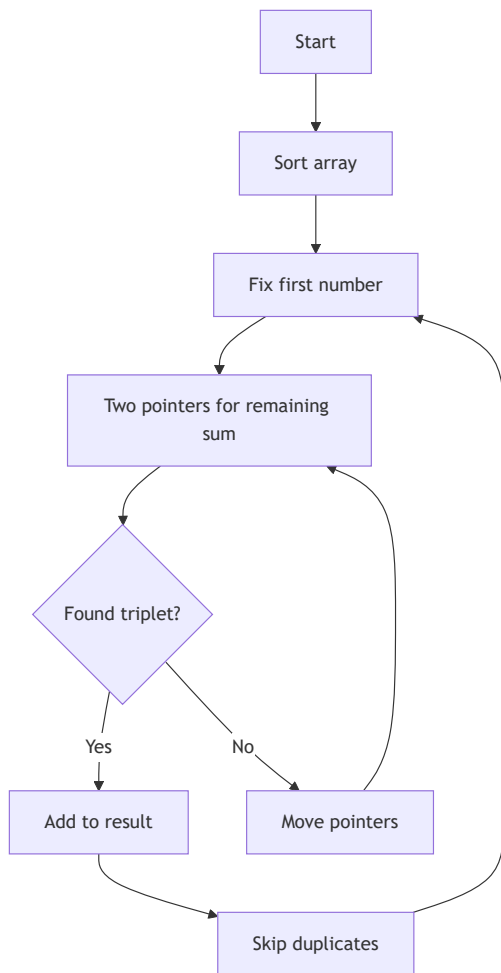 Start
Sort array
Fix first number
Two pointers for remaining
sum
Found triplet?
Yes
No
Add to result
Move pointers
Skip duplicates